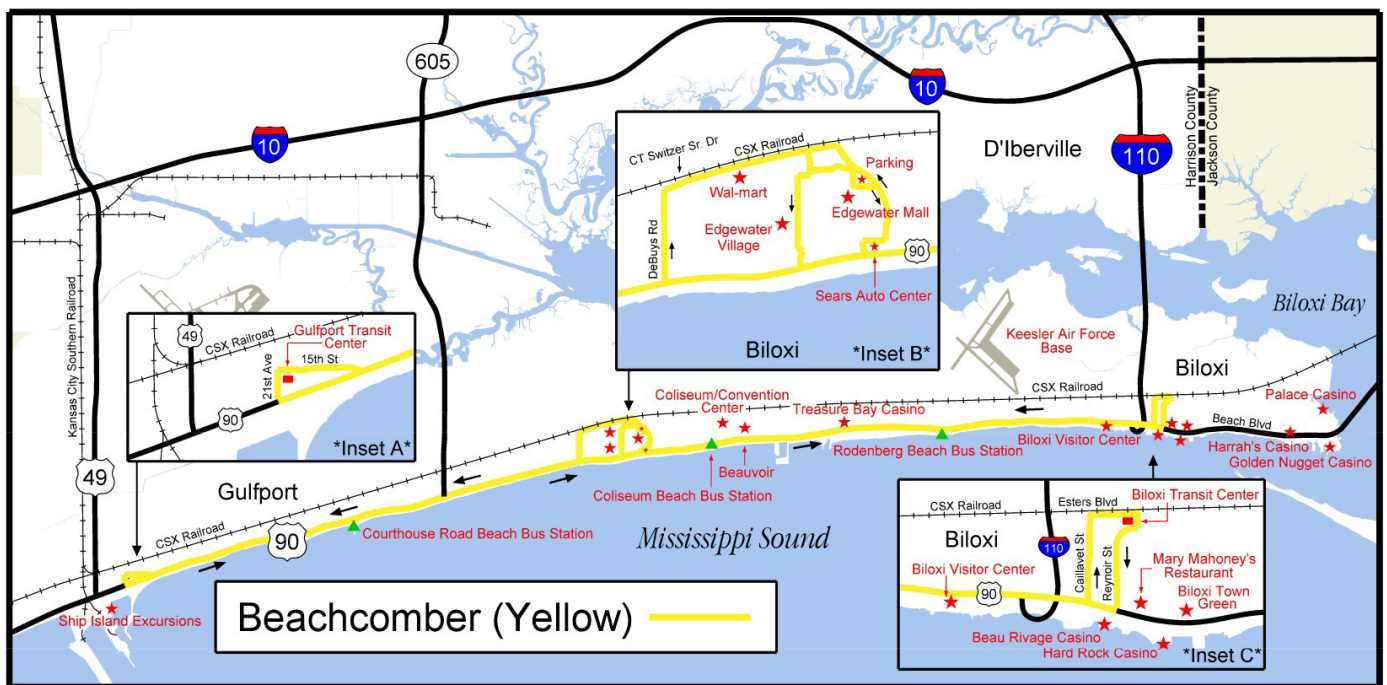 605
10
10
110
Harrison County
Jackson County
D'Iberville
Kansas City Southern Railroad
CT Switzer Sr. Dr
CSX Railroad
Parking
Wal-mart
Edgewater Mall
Edgewater
Village
DeBuys Rd
90
Sears Auto Center
Biloxi
*Inset B*
Biloxi Bay
Keesler Air Force
Base
49
CSX Railroad
Gulfport Transit
Center
15th St
21st Ave
90
*Inset A*
Coliseum/Convention
Center
Treasure Bay Casino
CSX Railroad
Biloxi
Palace Casino
Biloxi Visitor Center
Beach Blvd
Harrah's Casino
Golden Nugget Casino
Rodenberg Beach Bus Station
Beauvoir
Coliseum Beach Bus Station
49
Gulfport
CSX Railroad
90
Courthouse Road Beach Bus Station
Mississippi Sound
Ship Island Excursions
Beachcomber (Yellow)
CSX Railroad
Esters Blvd
Biloxi Transit Center
Biloxi
110
Caillavet St
Reynoir St
Mary Mahoney's
Restaurant
Biloxi Visitor Center
90
Biloxi Town
Green
Beau Rivage Casino
Hard Rock Casino
*Inset C*